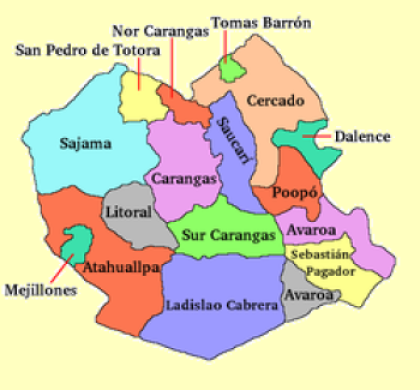 Tomas Barrón
Nor Carangas
San Pedro de Totora
Cercado
Saucarí
Dalence
Sajama
Carangas
Poopó
Litoral
Sur Carangas
Avaroa
Sebastián
Pagador
Atahuallpa
Mejillones
Ladislao Cabrera
Avaroa